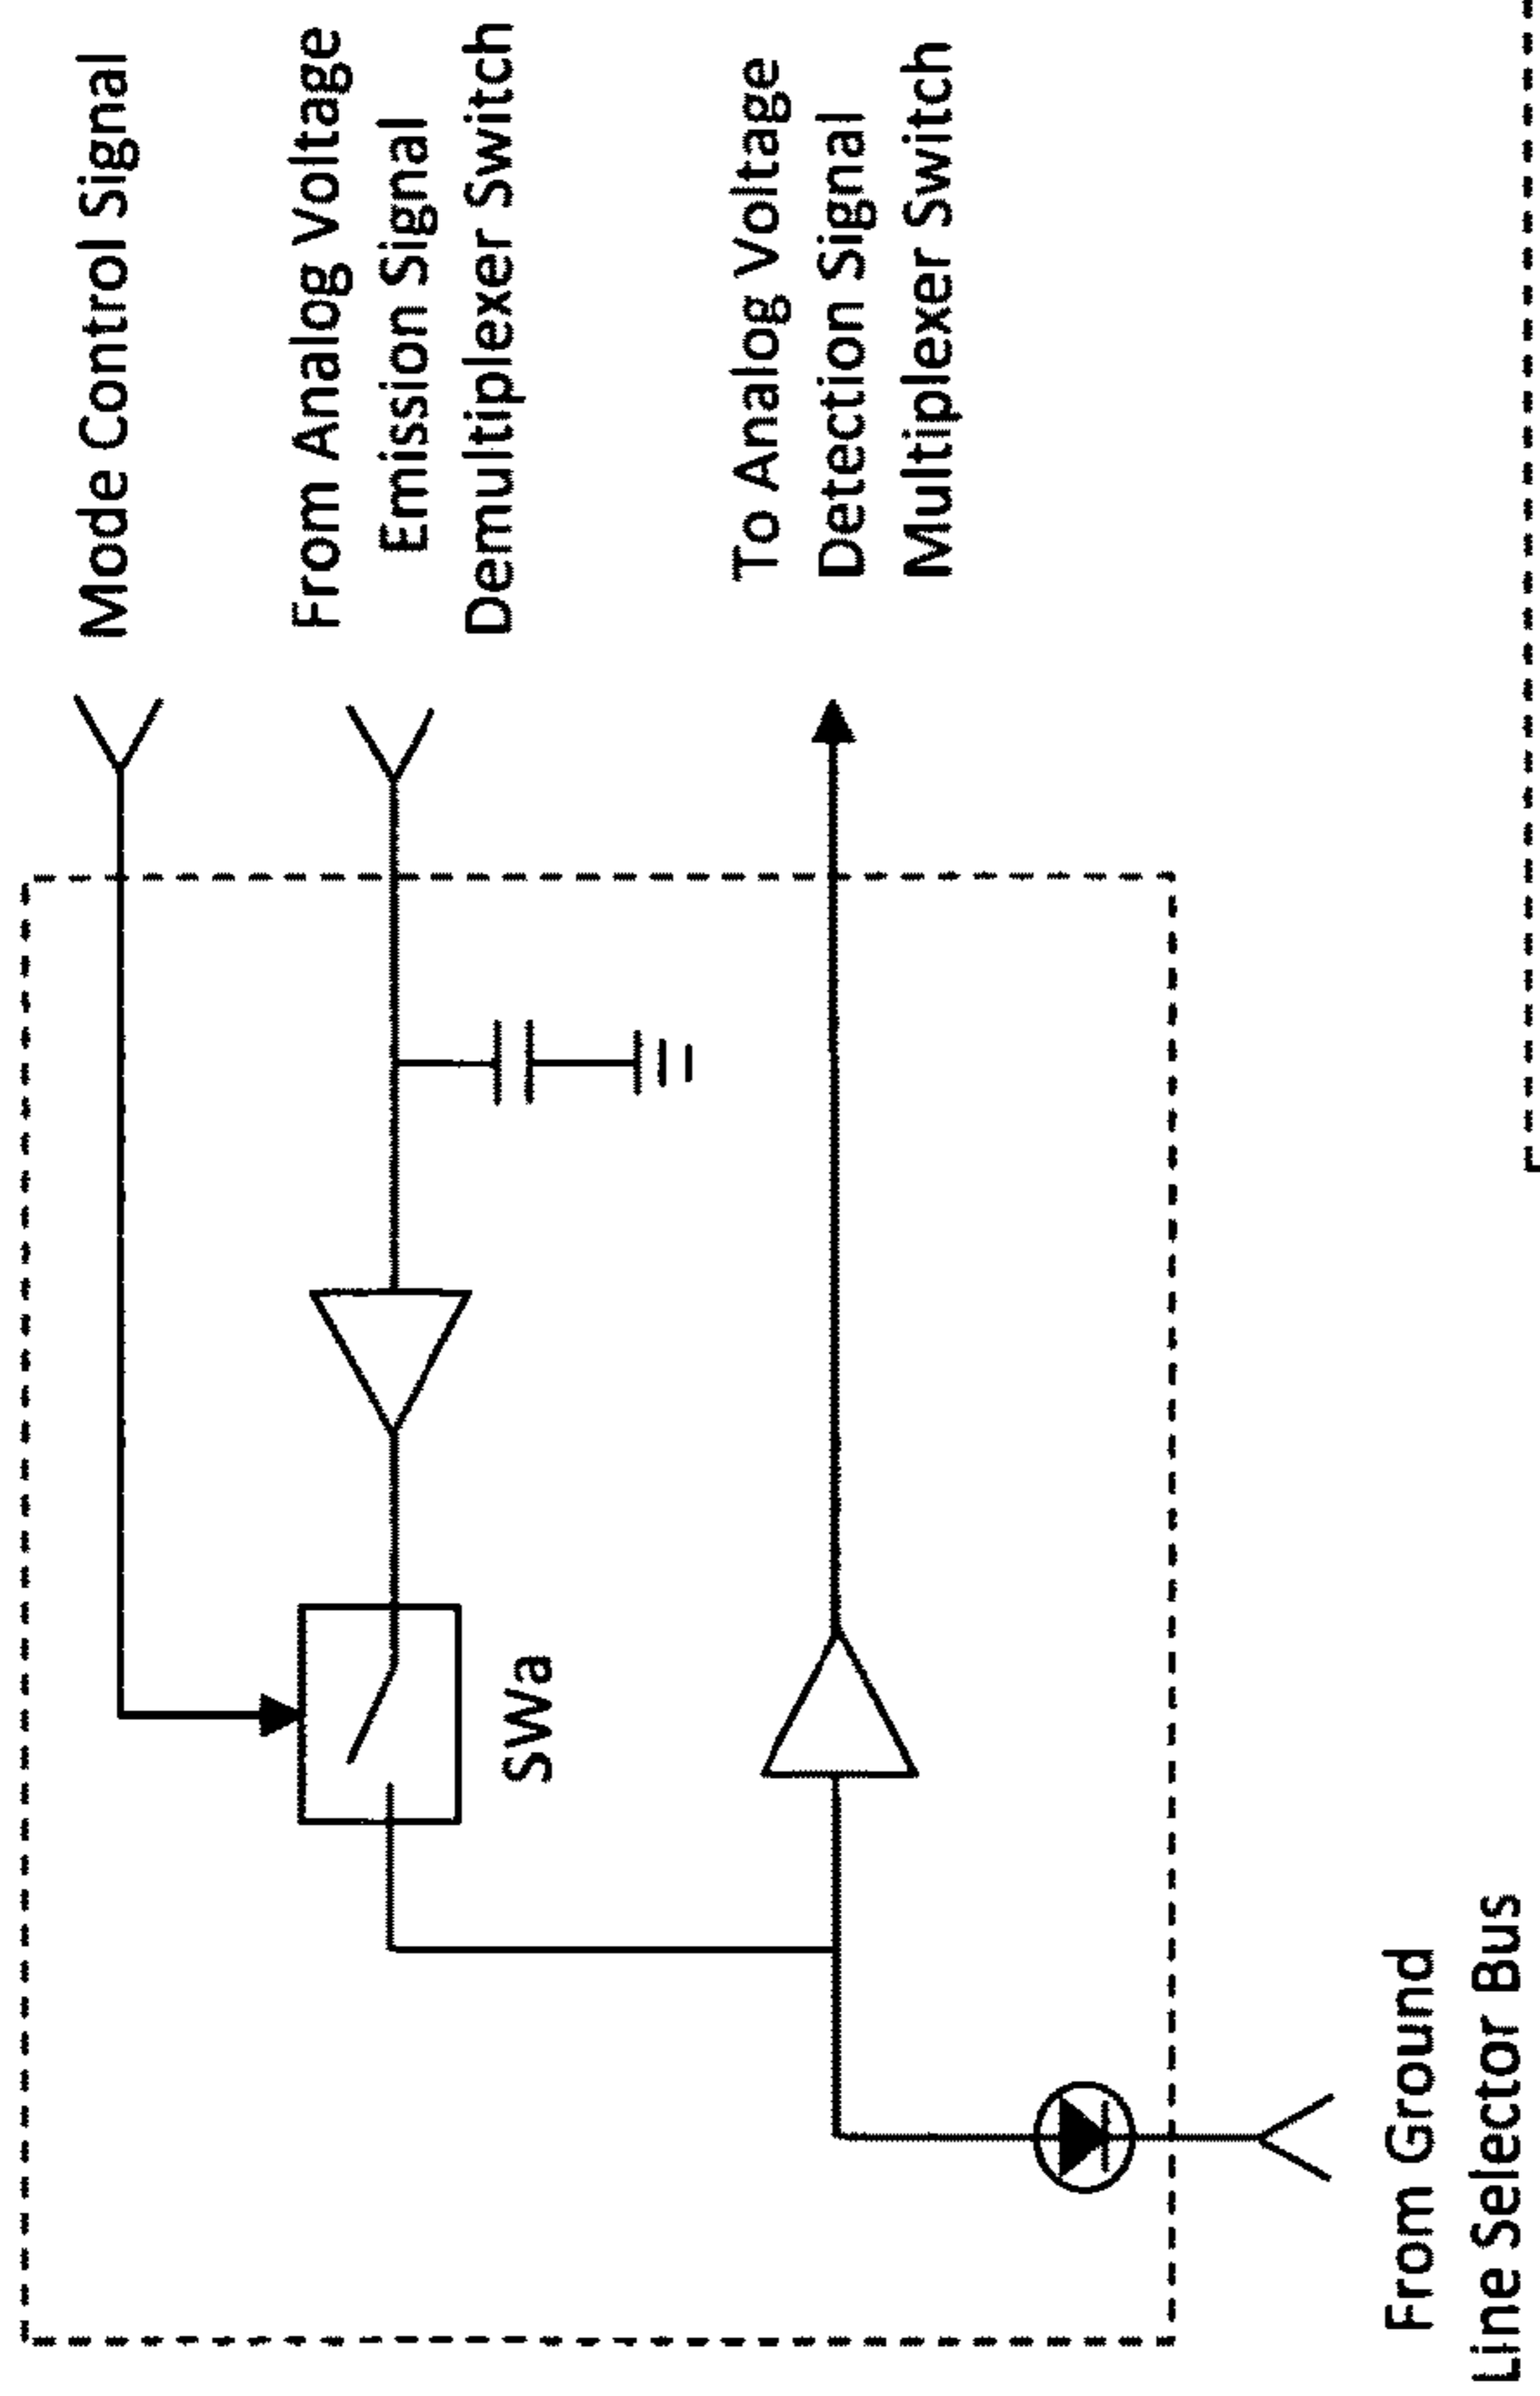 Mode Control Signal
From Analog Voltage
Emission Signal
Demultiplexer Switch
SWa
To Analog Voltage
Detection Signal
Multiplexer Switch
From Ground
Line Selector Bus